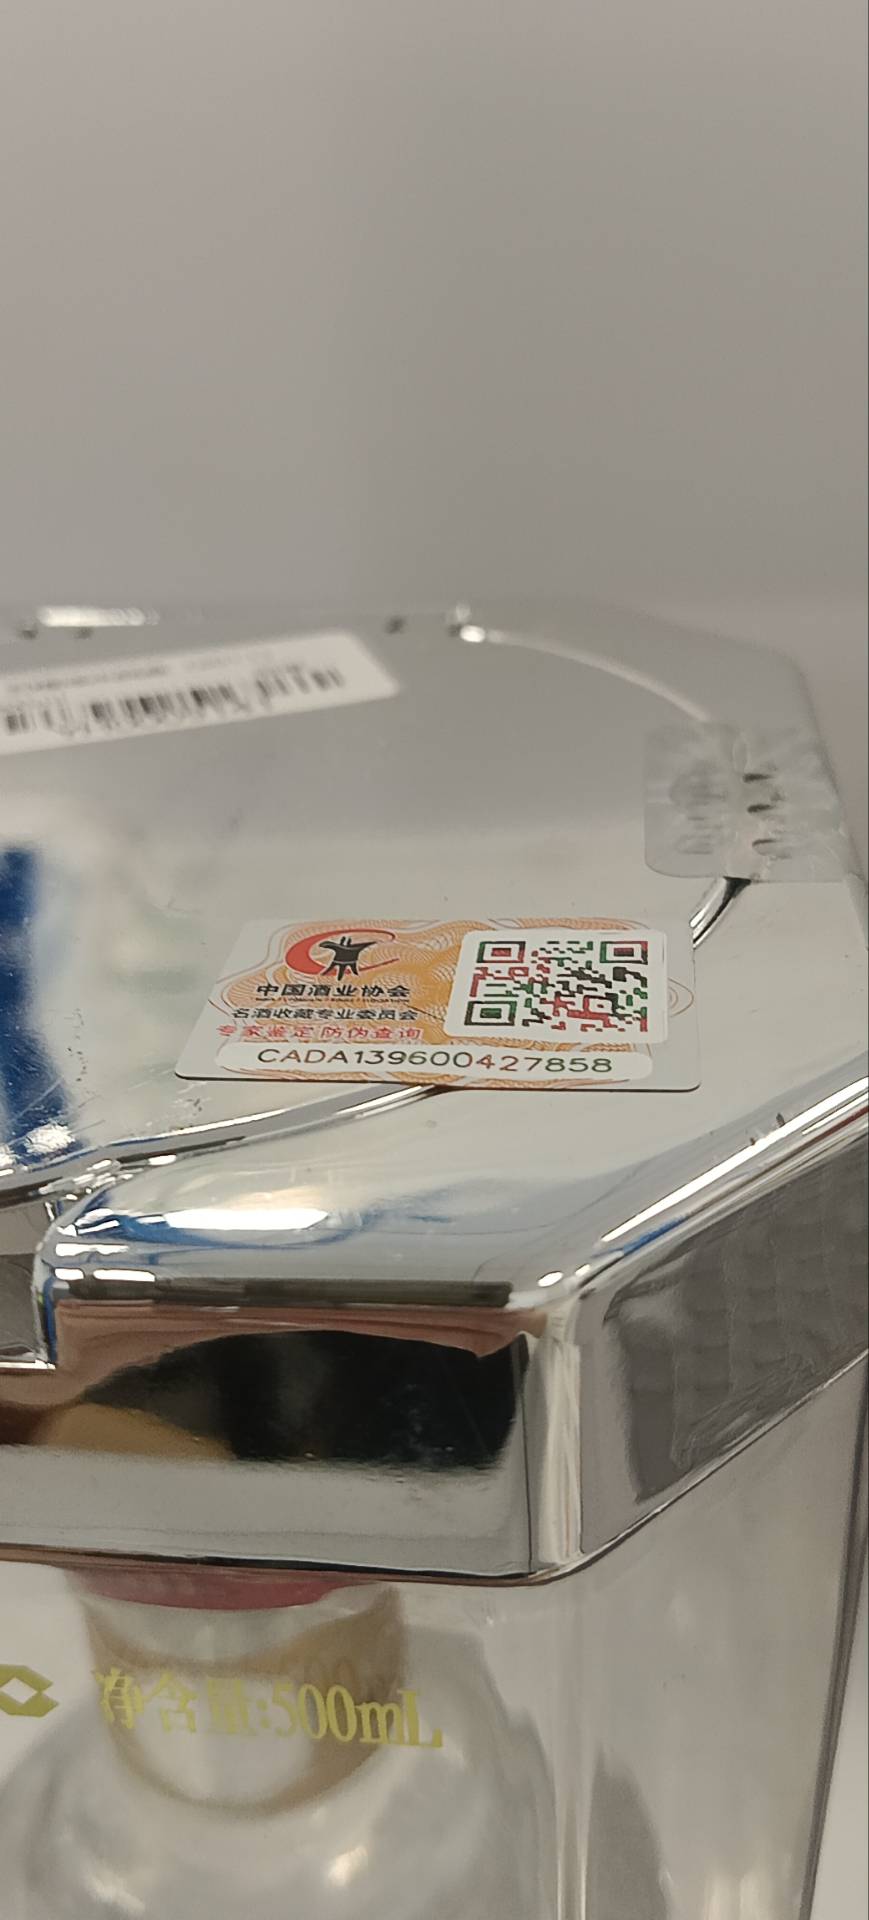 中国酒业协会
名酒收藏专业委员会
专家鉴定防伪查询
CADA139600427858
净含量:500mL